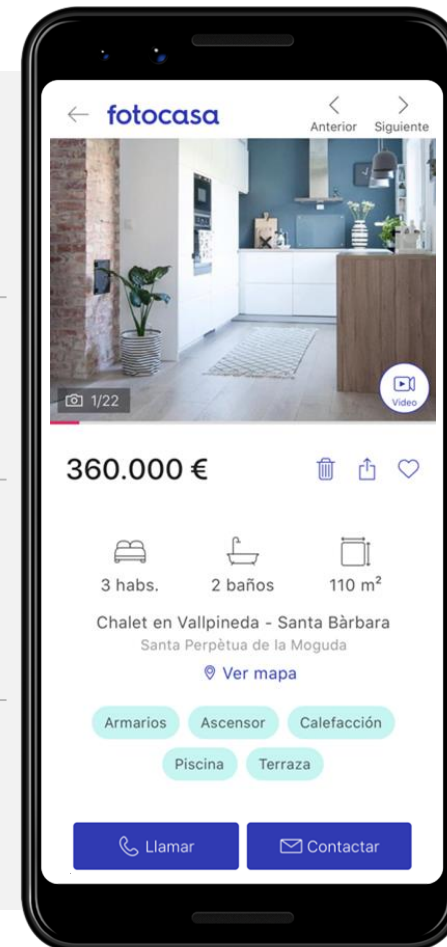 fotocasa
Anterior Siguiente
1/22
Video
360.000 €
3 habs. 2 baños 110 m²
Chalet en Vallpineda - Santa Bàrbara
Santa Perpètua de la Moguda
Ver mapa
Armarios Ascensor Calefacción
Piscina Terraza
Llamar Contactar